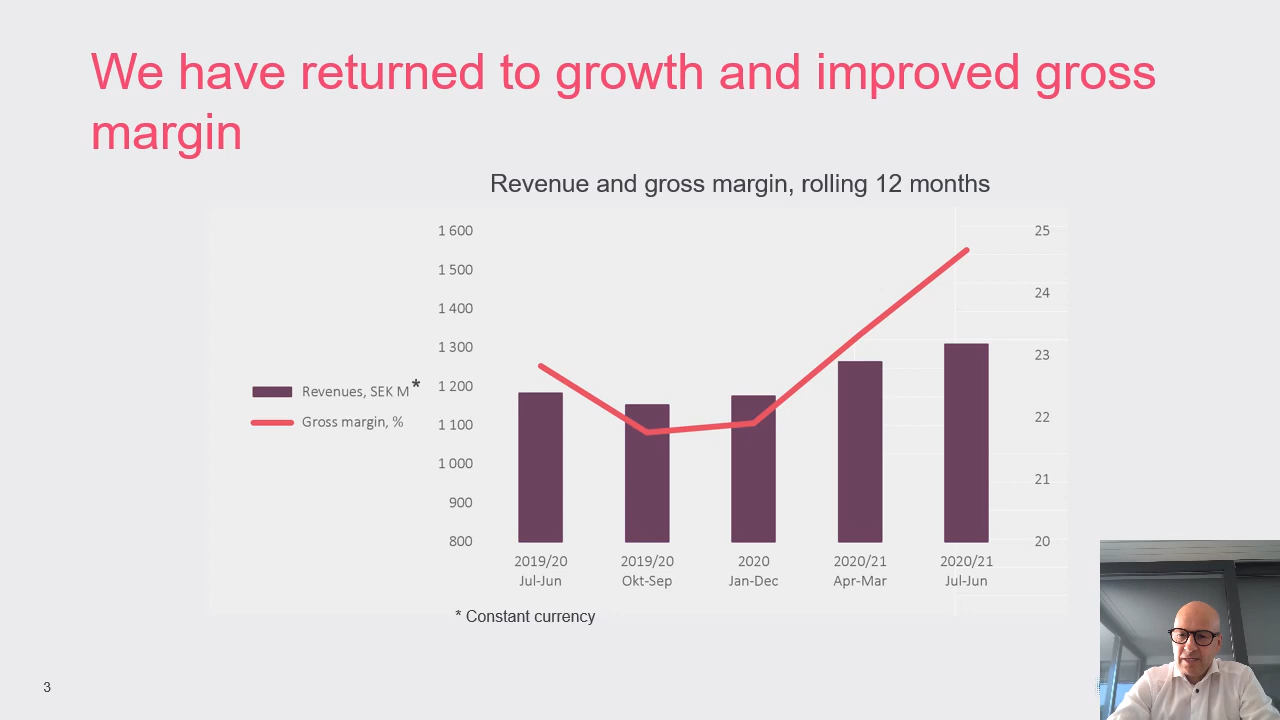 We have returned to growth and improved gross
margin
Revenue and gross margin, rolling 12 months
1 600
1 500
1 400
1 300
1 200
1 100
1 000
900
800
25
24
23
22
21
20
Revenues, SEK M *
Gross margin, %
2019/20
Jul-Jun
2019/20
Okt-Sep
2020
Jan-Dec
2020/21
Apr-Mar
2020/21
Jul-Jun
* Constant currency
3